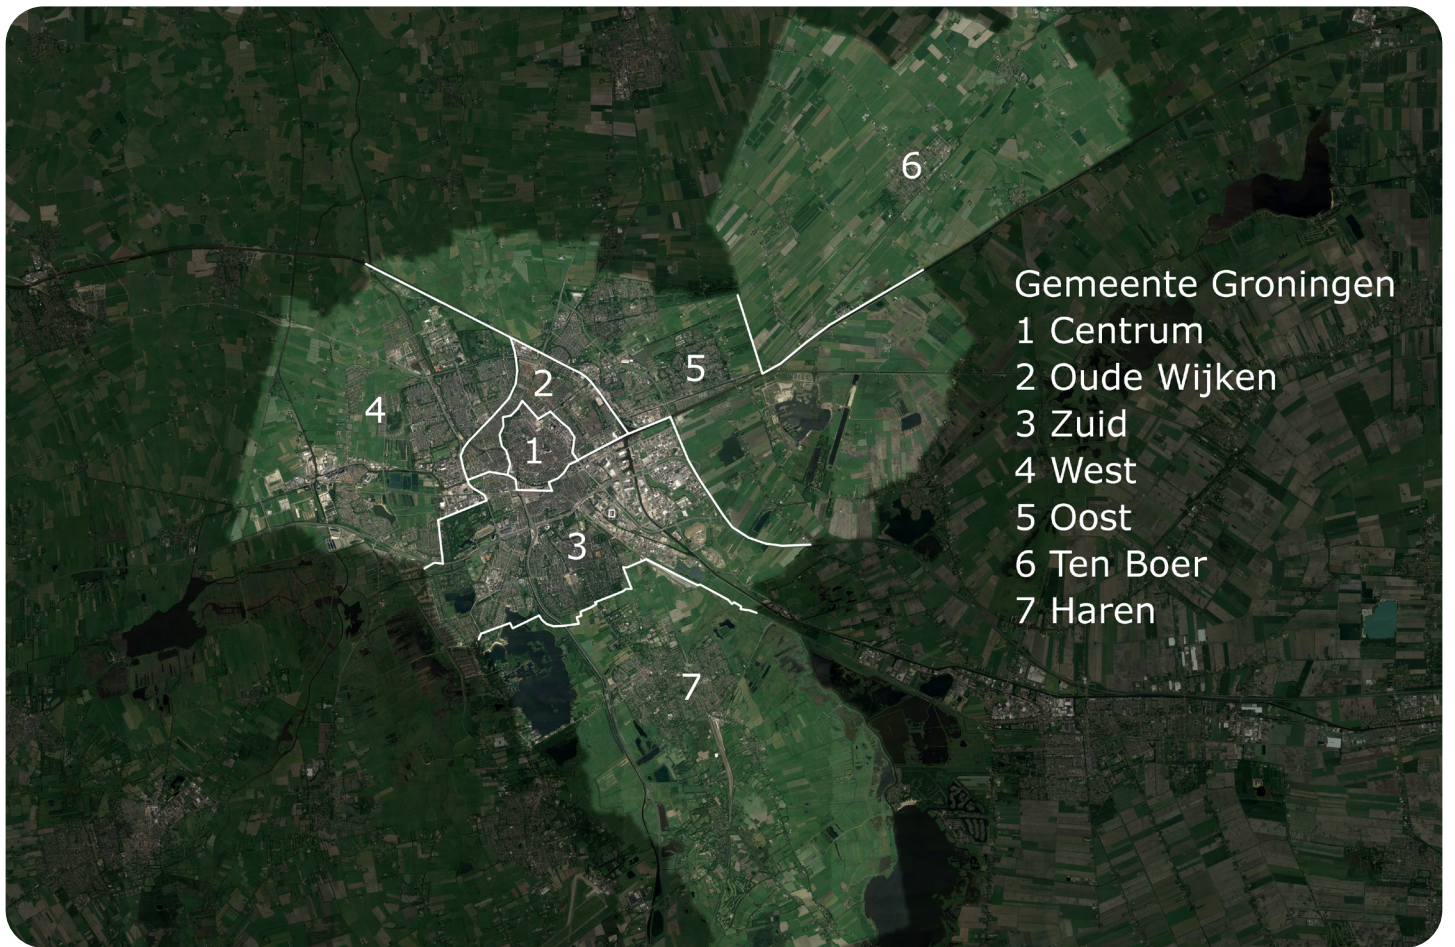 6
Gemeente Groningen
1 Centrum
2 Oude Wijken
3 Zuid
4 West
5 Oost
6 Ten Boer
7 Haren
5
2
4
1
3
7